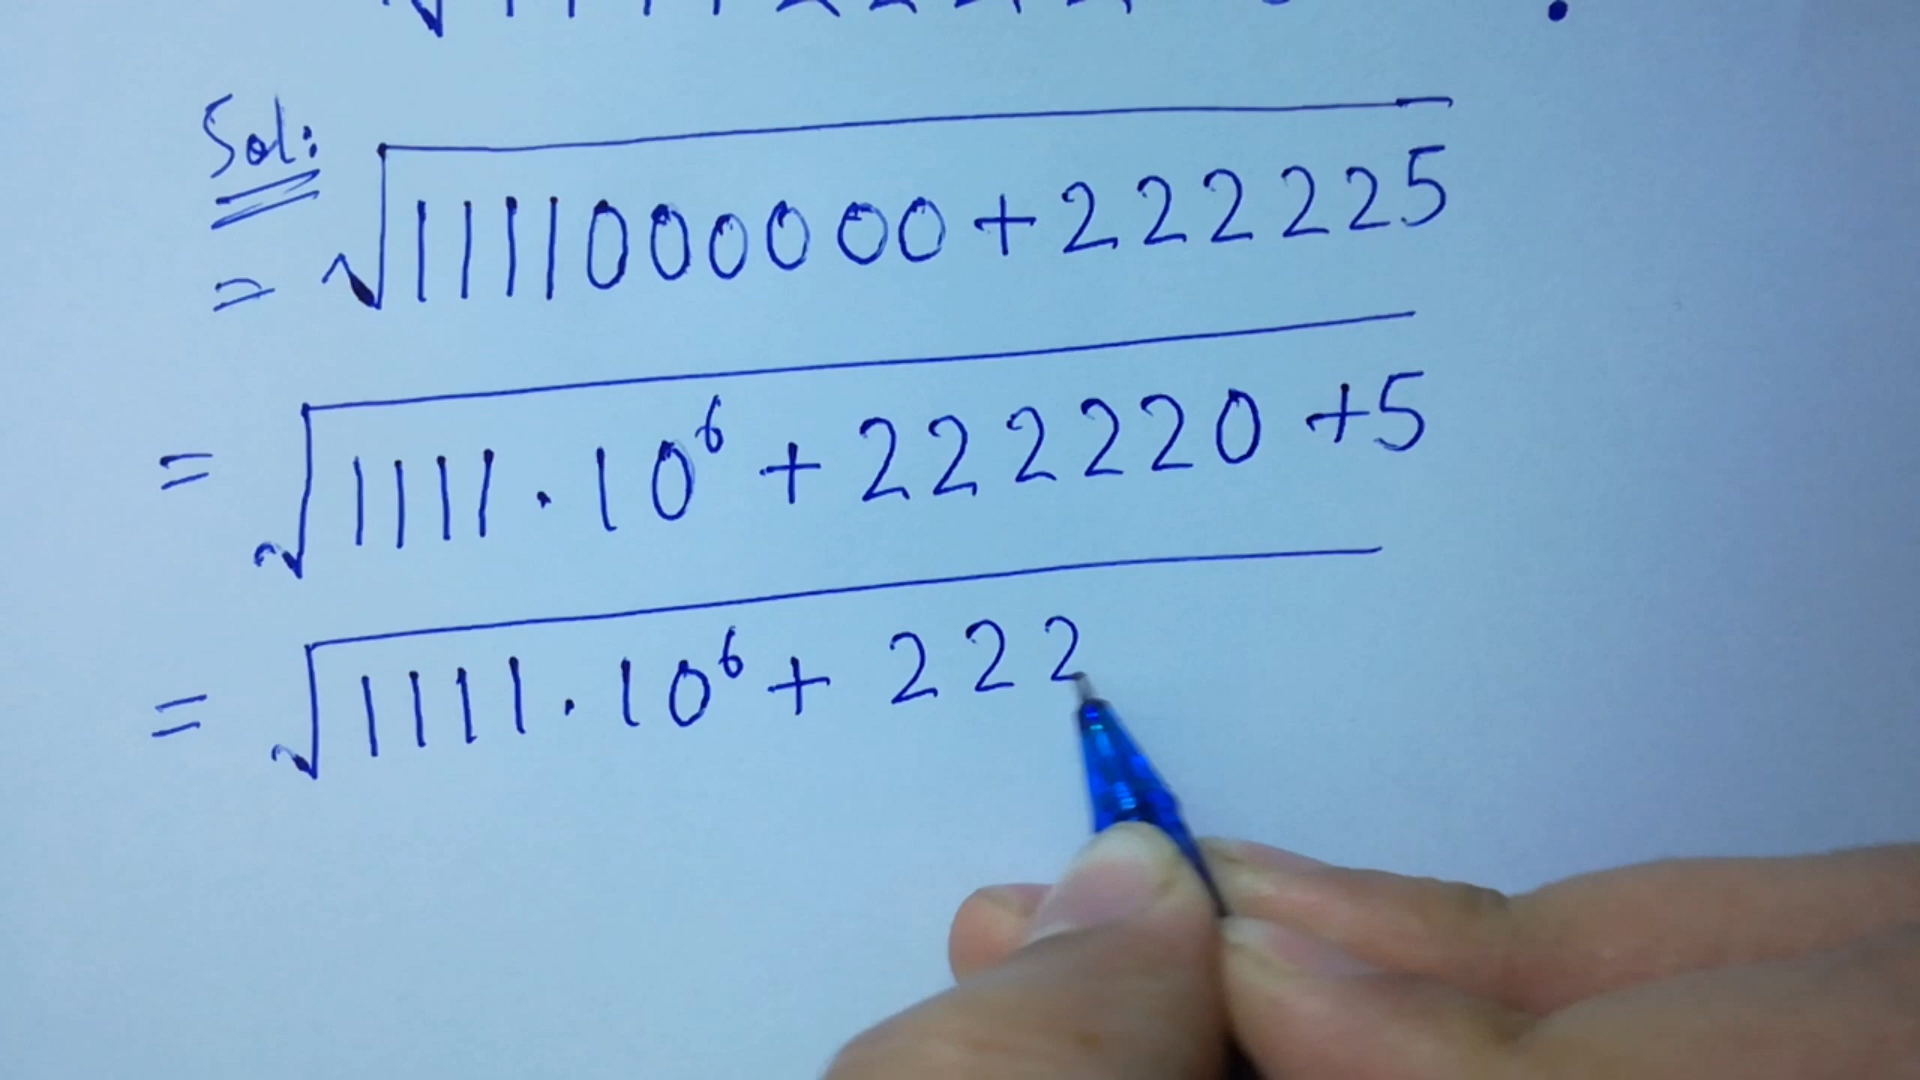 Sol:
= √1111000000 + 222225
= √1111 · 10⁶ + 222220 + 5
= √1111 · 10⁶ + 222